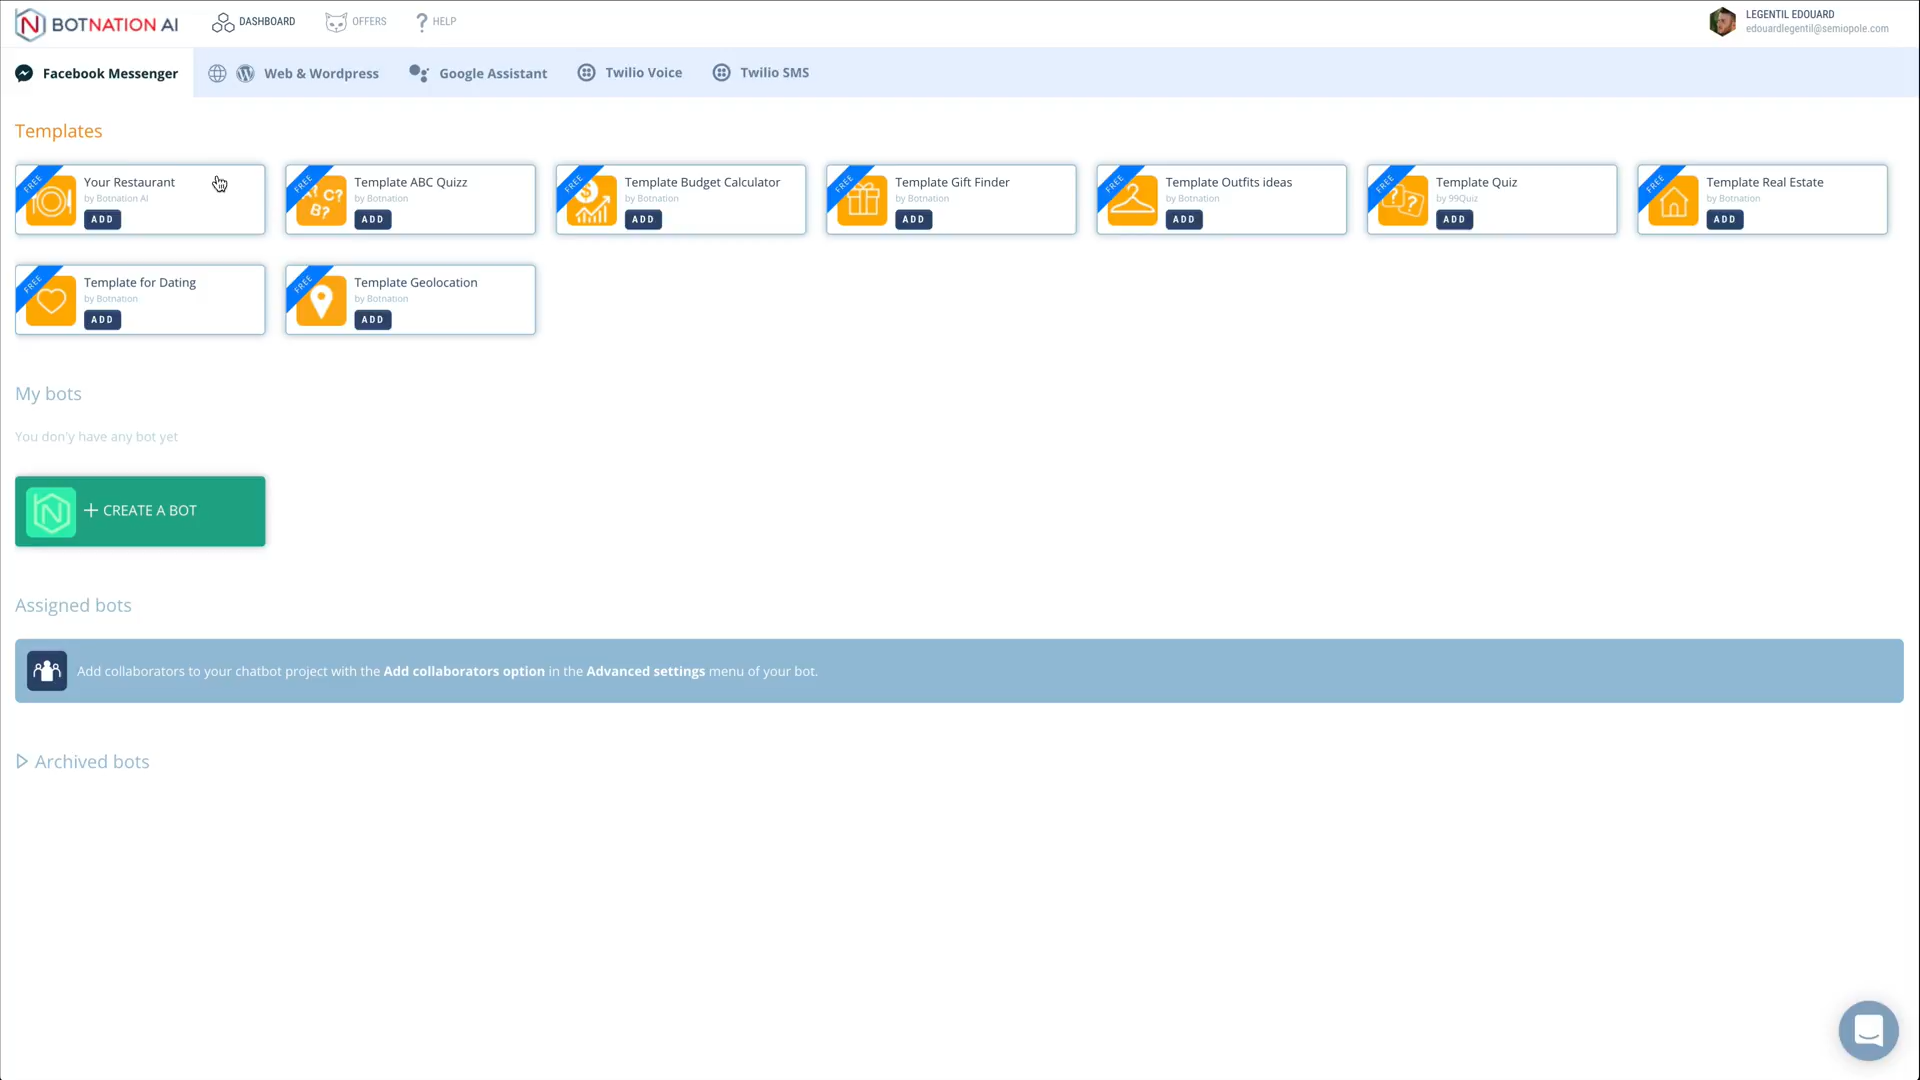 BOTNATION AI
DASHBOARD
OFFERS
HELP
LEGENTIL EDOUARD
edouardlegentil@semiopole.com
Facebook Messenger
Web & Wordpress
Google Assistant
Twilio Voice
Twilio SMS
Templates
FREE
Your Restaurant
by Botnation AI
ADD
FREE
A? C?
B?
Template ABC Quizz
by Botnation
ADD
FREE
Template Budget Calculator
by Botnation
ADD
FREE
Template Gift Finder
by Botnation
ADD
FREE
Template Outfits ideas
by Botnation
ADD
FREE
Template Quiz
by 99Quiz
ADD
FREE
Template Real Estate
by Botnation
ADD
FREE
Template for Dating
by Botnation
ADD
FREE
Template Geolocation
by Botnation
ADD
My bots
You don'y have any bot yet
+ CREATE A BOT
Assigned bots
Add collaborators to your chatbot project with the Add collaborators option in the Advanced settings menu of your bot.
Archived bots